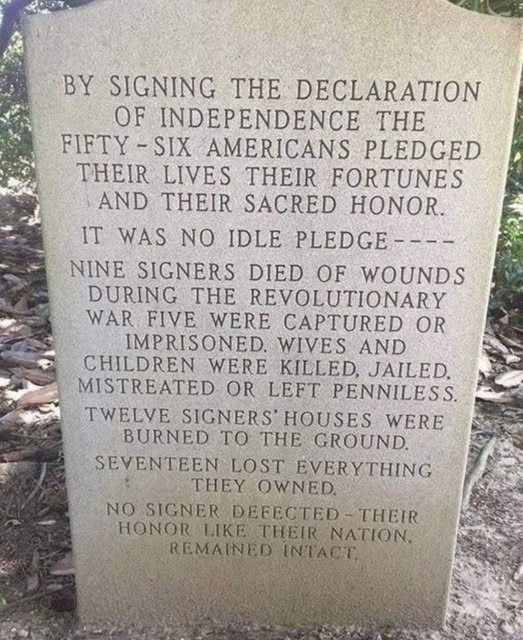 BY SIGNING THE DECLARATION
OF INDEPENDENCE THE
FIFTY-SIX AMERICANS PLEDGED
THEIR LIVES THEIR FORTUNES
AND THEIR SACRED HONOR.
IT WAS NO IDLE PLEDGE----
NINE SIGNERS DIED OF WOUNDS
DURING THE REVOLUTIONARY
WAR. FIVE WERE CAPTURED OR
IMPRISONED. WIVES AND
CHILDREN WERE KILLED, JAILED,
MISTREATED OR LEFT PENNILESS.
TWELVE SIGNERS' HOUSES WERE
BURNED TO THE GROUND.
SEVENTEEN LOST EVERYTHING
THEY OWNED.
NO SIGNER DEFECTED-THEIR
HONOR LIKE THEIR NATION,
REMAINED INTACT.